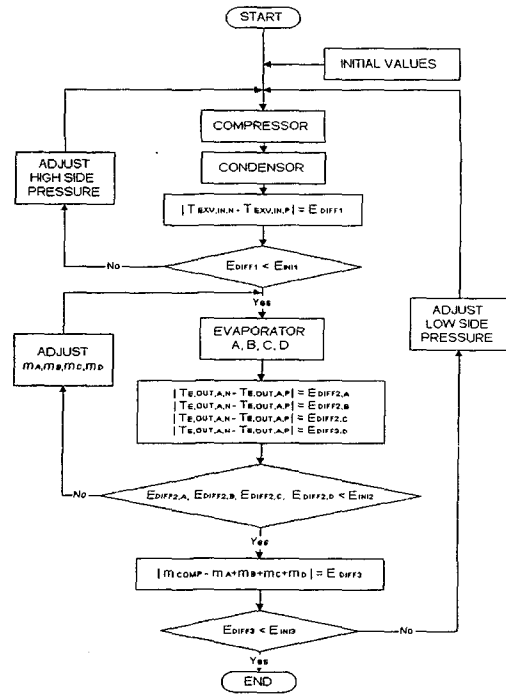 START
INITIAL VALUES
COMPRESSOR
CONDENSOR
ADJUST
HIGH SIDE
PRESSURE
|TEXV,IN,N - TEXV,IN,P| = EDIFF1
No
EDIFF1 < EINI1
Yes
EVAPORATOR
A, B, C, D
ADJUST
mA,mB,mC,mD
ADJUST
LOW SIDE
PRESSURE
|TE,OUT,A,N- TE,OUT,A,P| = EDIFF2,A
|TE,OUT,A,N- TE,OUT,A,P| = EDIFF2,B
|TE,OUT,A,N- TE,OUT,A,P| = EDIFF2,C
|TE,OUT,A,N- TE,OUT,A,P| = EDIFF3,D
No
EDIFF2,A, EDIFF2,B, EDIFF2,C, EDIFF2,D < EINI2
Yes
|mCOMP - mA+mB+mC+mD| = EDIFF3
EDIFF3 < EINI3
No
Yes
END